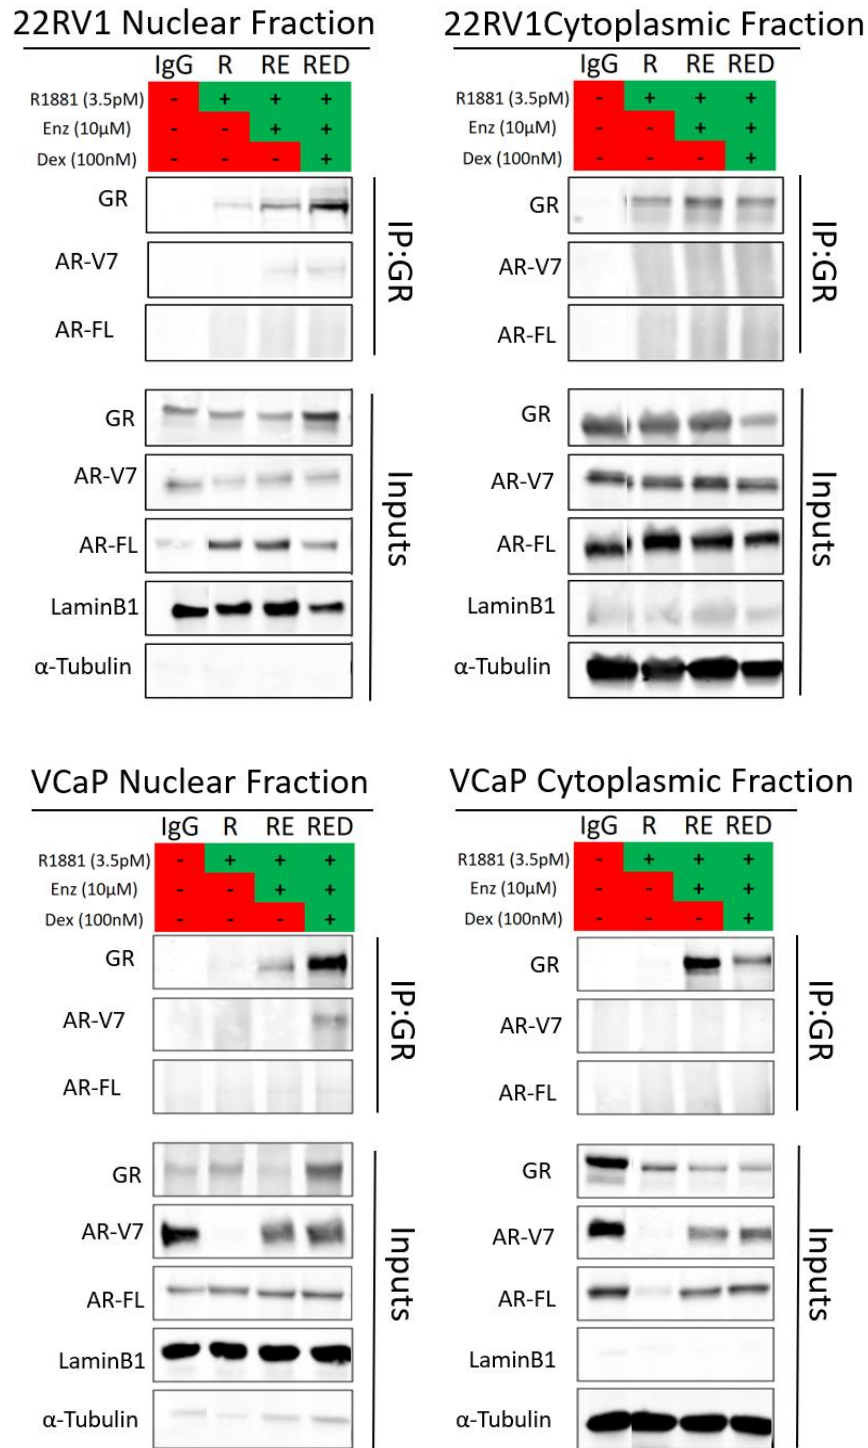 22RV1 Nuclear Fraction
IgG R RE RED
R1881 (3.5pM) - + + +
Enz (10µM) - - + +
Dex (100nM) - - - +
GR
AR-V7
AR-FL
IP:GR
GR
AR-V7
AR-FL
LaminB1
α-Tubulin
Inputs
22RV1Cytoplasmic Fraction
IgG R RE RED
R1881 (3.5pM) - + + +
Enz (10µM) - - + +
Dex (100nM) - - - +
GR
AR-V7
AR-FL
IP:GR
GR
AR-V7
AR-FL
LaminB1
α-Tubulin
Inputs
VCaP Nuclear Fraction
IgG R RE RED
R1881 (3.5pM) - + + +
Enz (10µM) - - + +
Dex (100nM) - - - +
GR
AR-V7
AR-FL
IP:GR
GR
AR-V7
AR-FL
LaminB1
α-Tubulin
Inputs
VCaP Cytoplasmic Fraction
IgG R RE RED
R1881 (3.5pM) - + + +
Enz (10µM) - - + +
Dex (100nM) - - - +
GR
AR-V7
AR-FL
IP:GR
GR
AR-V7
AR-FL
LaminB1
α-Tubulin
Inputs